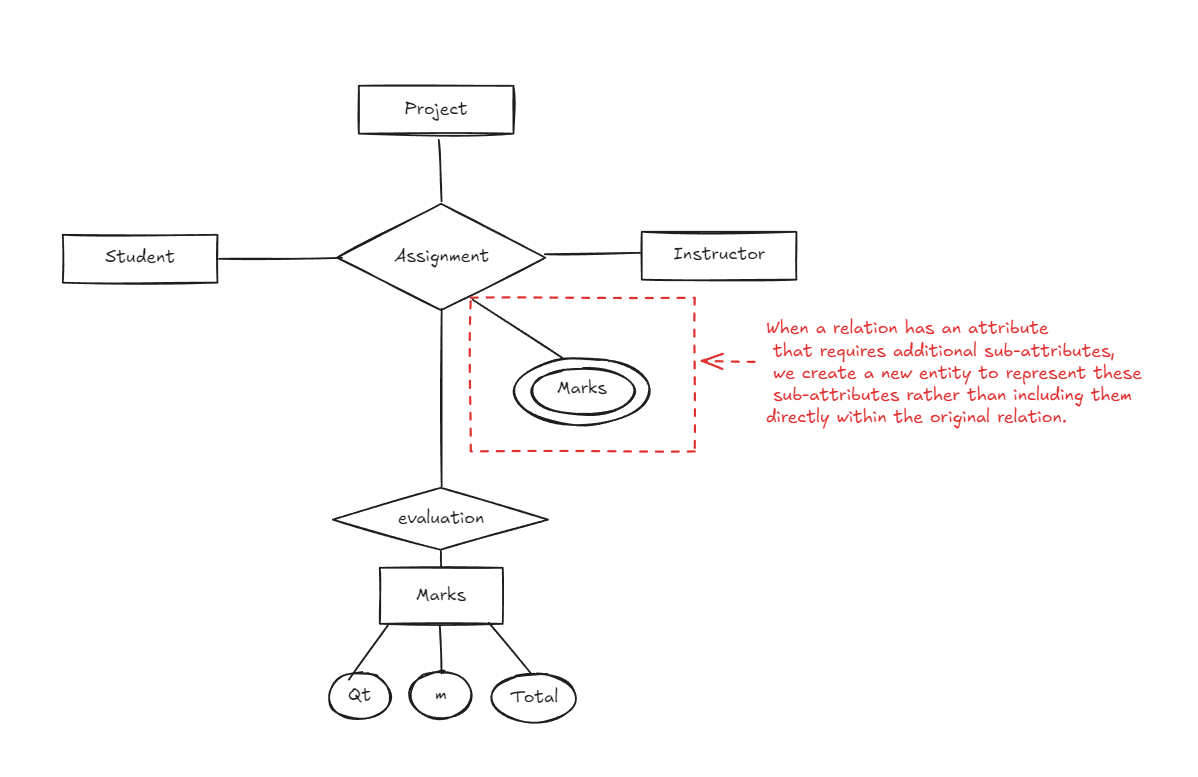 Project
Student
Assignment
Instructor
When a relation has an attribute
that requires additional sub-attributes,
we create a new entity to represent these
sub-attributes rather than including them
directly within the original relation.
Marks
evaluation
Marks
Qt
m
Total